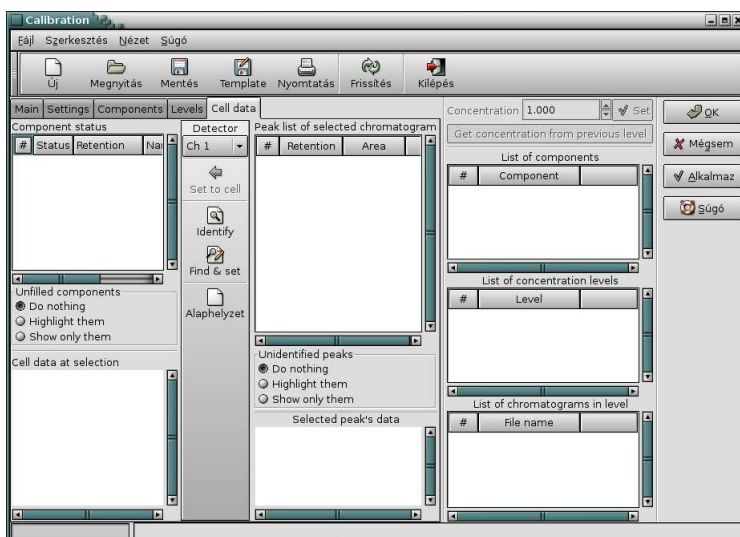 Calibration
Fájl Szerkesztés Nézet Súgó
Új Megnyitás Mentés Template Nyomtatás Frissítés Kilépés
Main Settings Components Levels Cell data
Component status
# Status Retention Nar
Unfilled components
Do nothing
Highlight them
Show only them
Cell data at selection
Detector
Ch 1
Set to cell
Identify
Find & set
Alaphelyzet
Peak list of selected chromatogram
# Retention Area
Unidentified peaks
Do nothing
Highlight them
Show only them
Selected peak's data
Concentration 1.000 Set
Get concentration from previous level
List of components
# Component
List of concentration levels
# Level
List of chromatograms in level
# File name
OK
Mégsem
Alkalmaz
Súgó